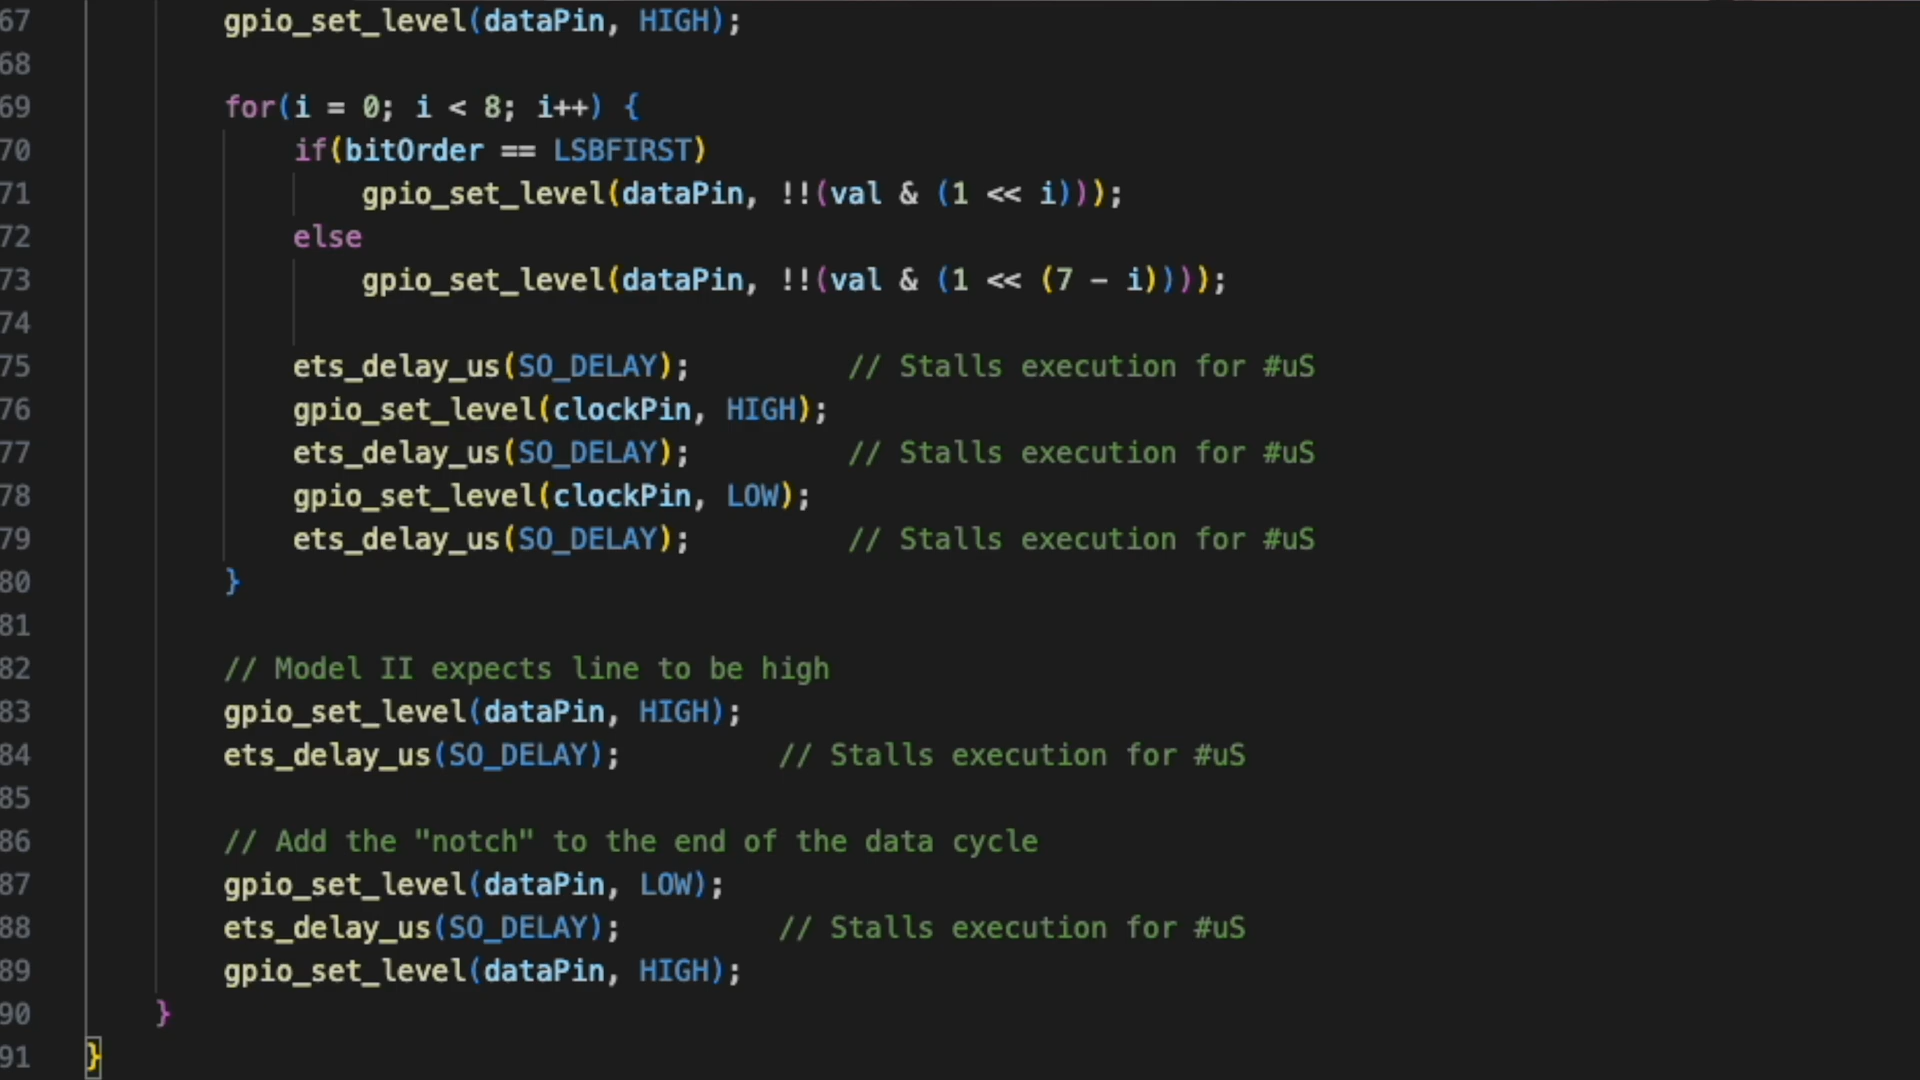 67 gpio_set_level(dataPin, HIGH);
68
69 for(i = 0; i < 8; i++) {
70 if(bitOrder == LSBFIRST)
71 gpio_set_level(dataPin, !!(val & (1 << i)));
72 else
73 gpio_set_level(dataPin, !!(val & (1 << (7 - i))));
74
75 ets_delay_us(SO_DELAY); // Stalls execution for #uS
76 gpio_set_level(clockPin, HIGH);
77 ets_delay_us(SO_DELAY); // Stalls execution for #uS
78 gpio_set_level(clockPin, LOW);
79 ets_delay_us(SO_DELAY); // Stalls execution for #uS
80 }
81
82 // Model II expects line to be high
83 gpio_set_level(dataPin, HIGH);
84 ets_delay_us(SO_DELAY); // Stalls execution for #uS
85
86 // Add the "notch" to the end of the data cycle
87 gpio_set_level(dataPin, LOW);
88 ets_delay_us(SO_DELAY); // Stalls execution for #uS
89 gpio_set_level(dataPin, HIGH);
90 }
91 }